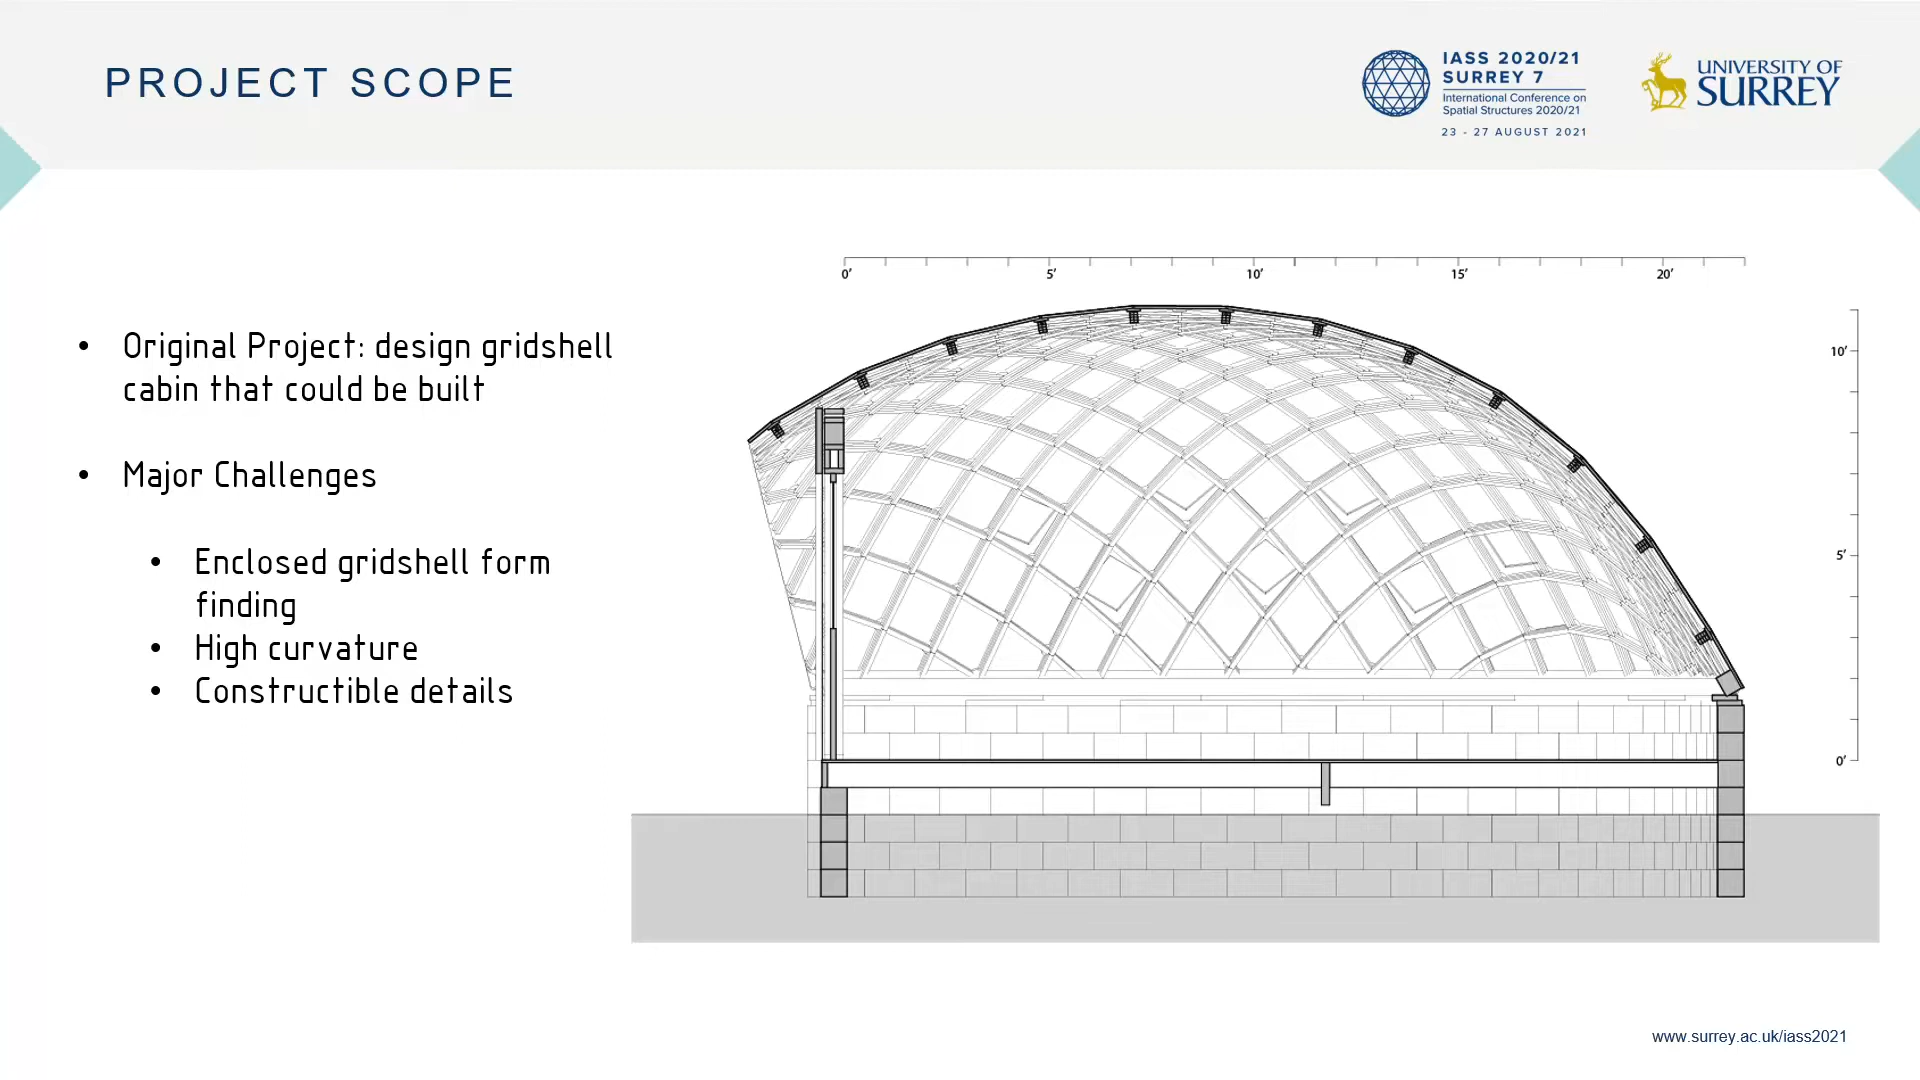 PROJECT SCOPE
IASS 2020/21
SURREY 7
International Conference on
Spatial Structures 2020/21
23 - 27 AUGUST 2021
UNIVERSITY OF
SURREY
• Original Project: design gridshell
cabin that could be built
• Major Challenges
• Enclosed gridshell form
finding
• High curvature
• Constructible details
0’ 5’ 10’ 15’ 20’
10’
5’
0’
www.surrey.ac.uk/iass2021